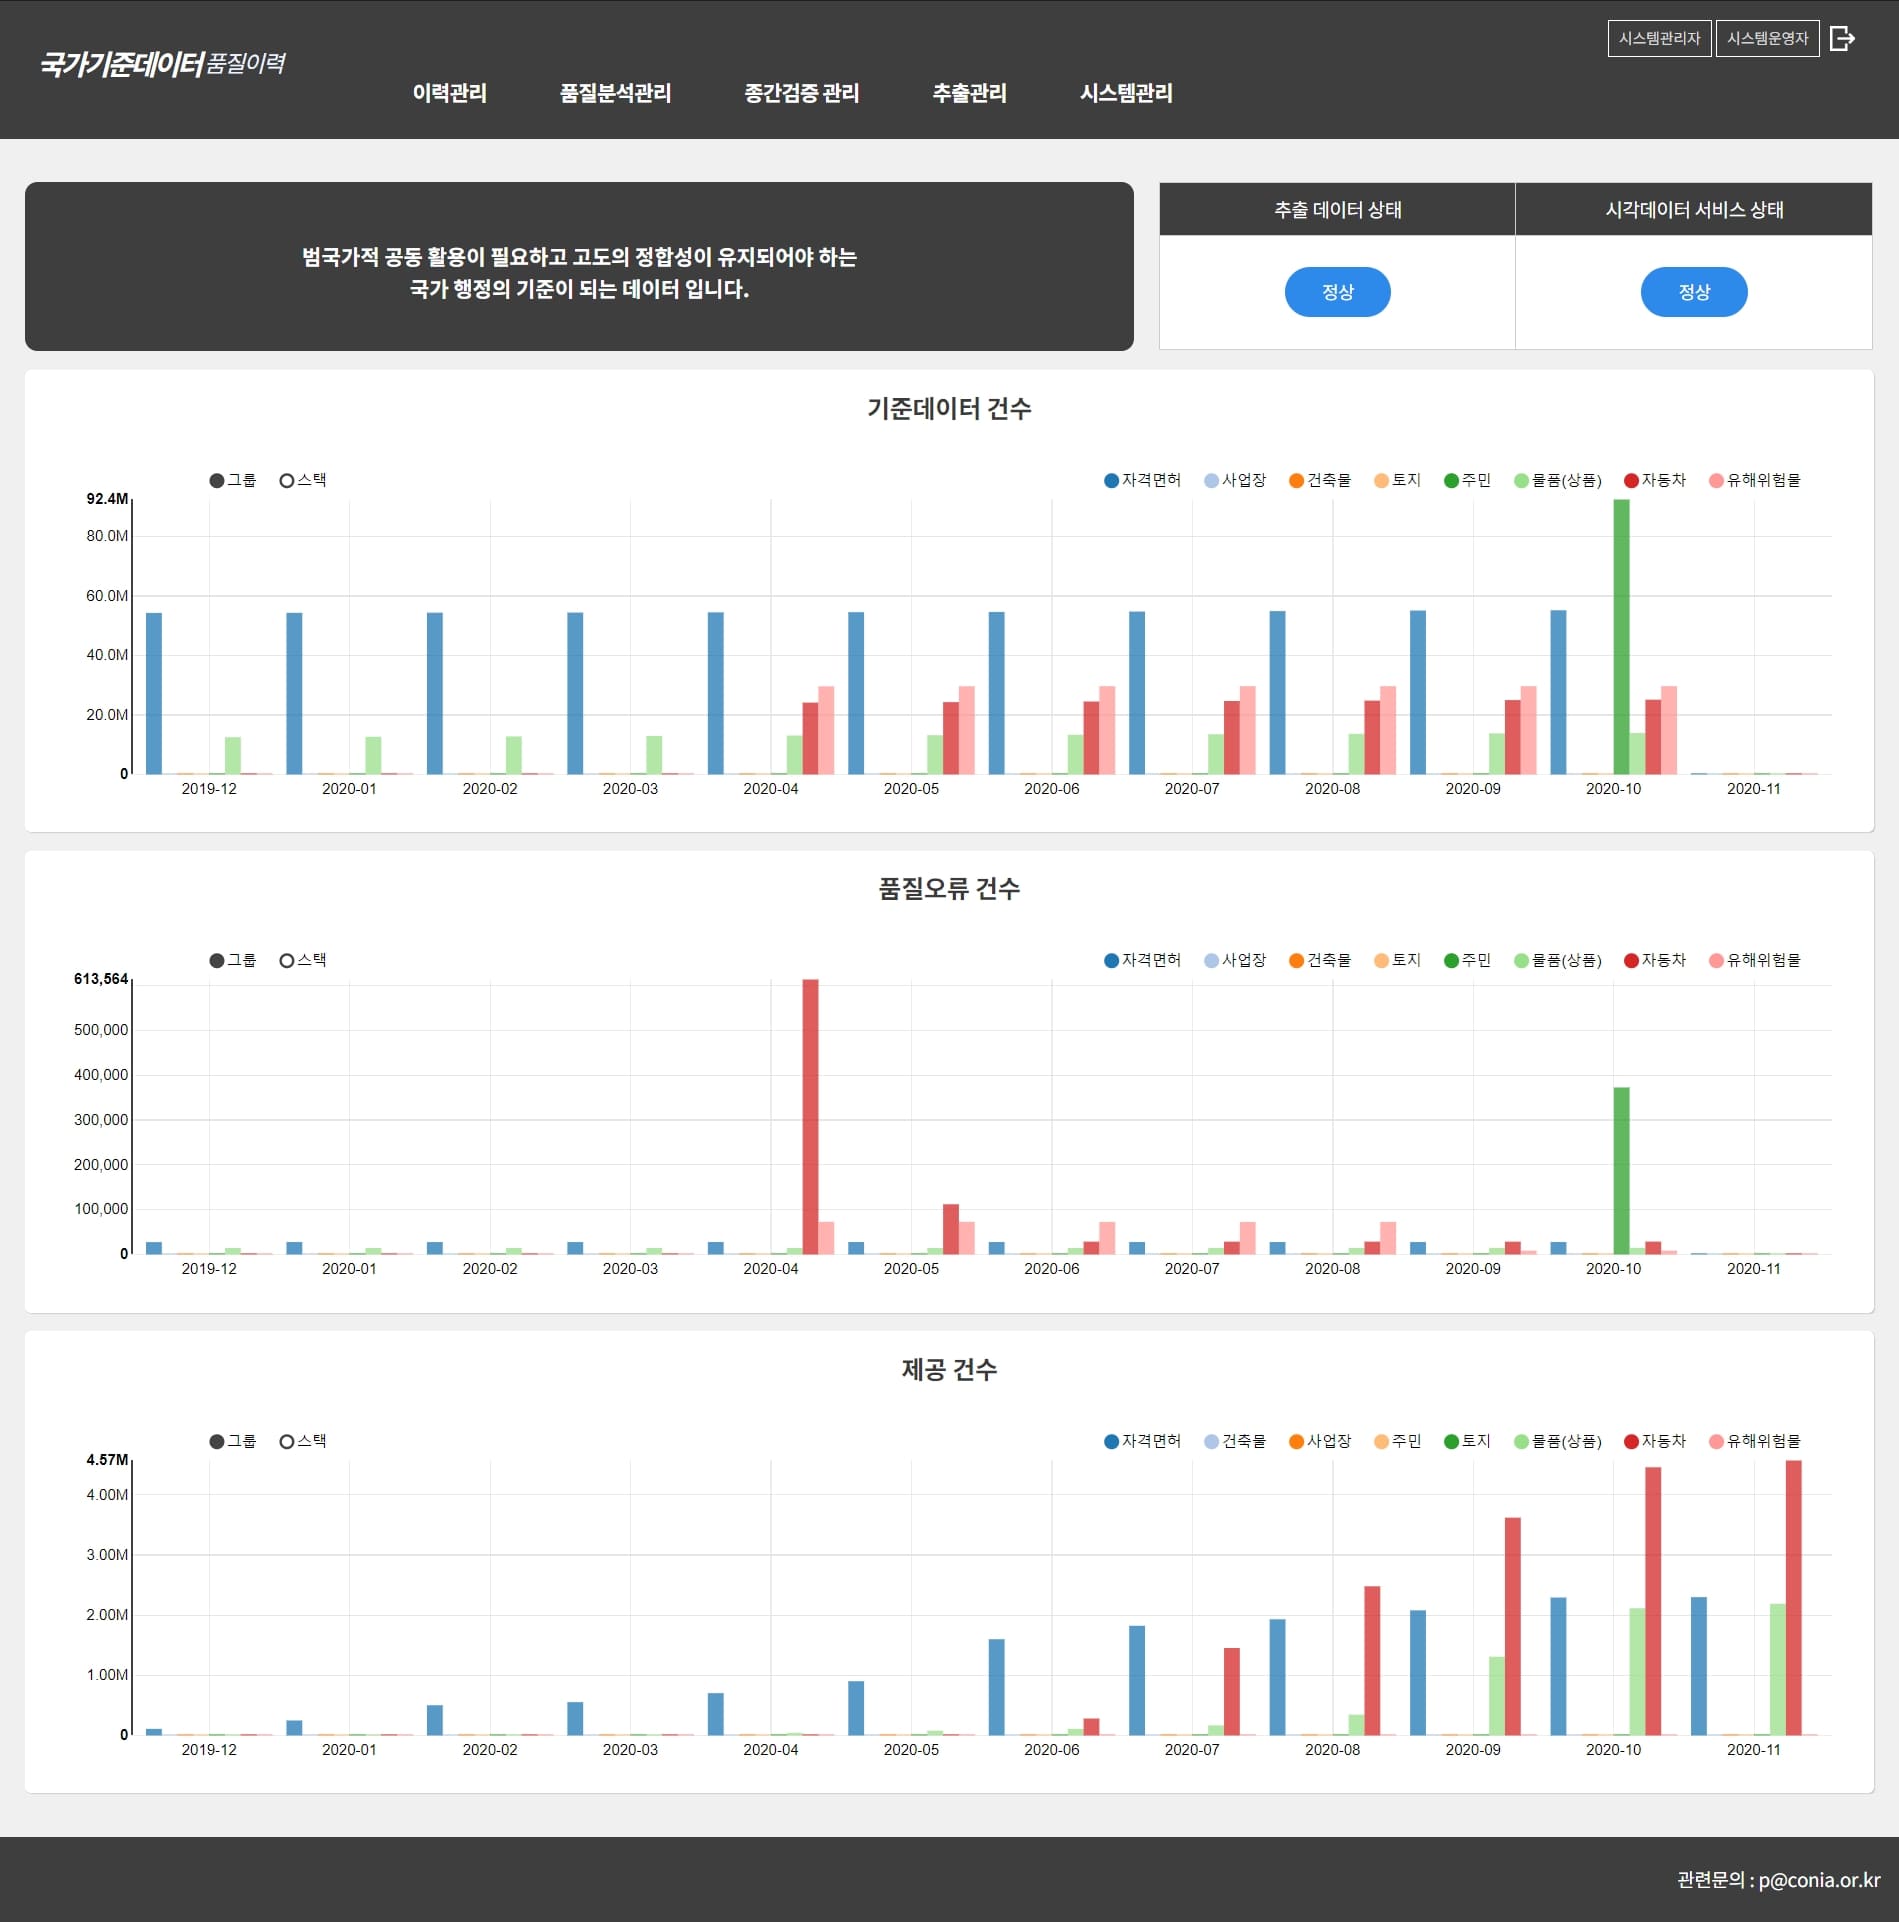 시스템관리자 시스템운영자
국가기준데이터 품질이력
이력관리 품질분석관리 종간검증 관리 추출관리 시스템관리
범국가적 공동 활용이 필요하고 고도의 정합성이 유지되어야 하는
국가 행정의 기준이 되는 데이터 입니다.
추출 데이터 상태 시각데이터 서비스 상태
정상 정상
기준데이터 건수
그룹 스택 자격면허 사업장 건축물 토지 주민 물품(상품) 자동차 유해위험물
92.4M
80.0M
60.0M
40.0M
20.0M
0
2019-12 2020-01 2020-02 2020-03 2020-04 2020-05 2020-06 2020-07 2020-08 2020-09 2020-10 2020-11
품질오류 건수
그룹 스택 자격면허 사업장 건축물 토지 주민 물품(상품) 자동차 유해위험물
613,564
500,000
400,000
300,000
200,000
100,000
0
2019-12 2020-01 2020-02 2020-03 2020-04 2020-05 2020-06 2020-07 2020-08 2020-09 2020-10 2020-11
제공 건수
그룹 스택 자격면허 건축물 사업장 주민 토지 물품(상품) 자동차 유해위험물
4.57M
4.00M
3.00M
2.00M
1.00M
0
2019-12 2020-01 2020-02 2020-03 2020-04 2020-05 2020-06 2020-07 2020-08 2020-09 2020-10 2020-11
관련문의 : p@conia.or.kr